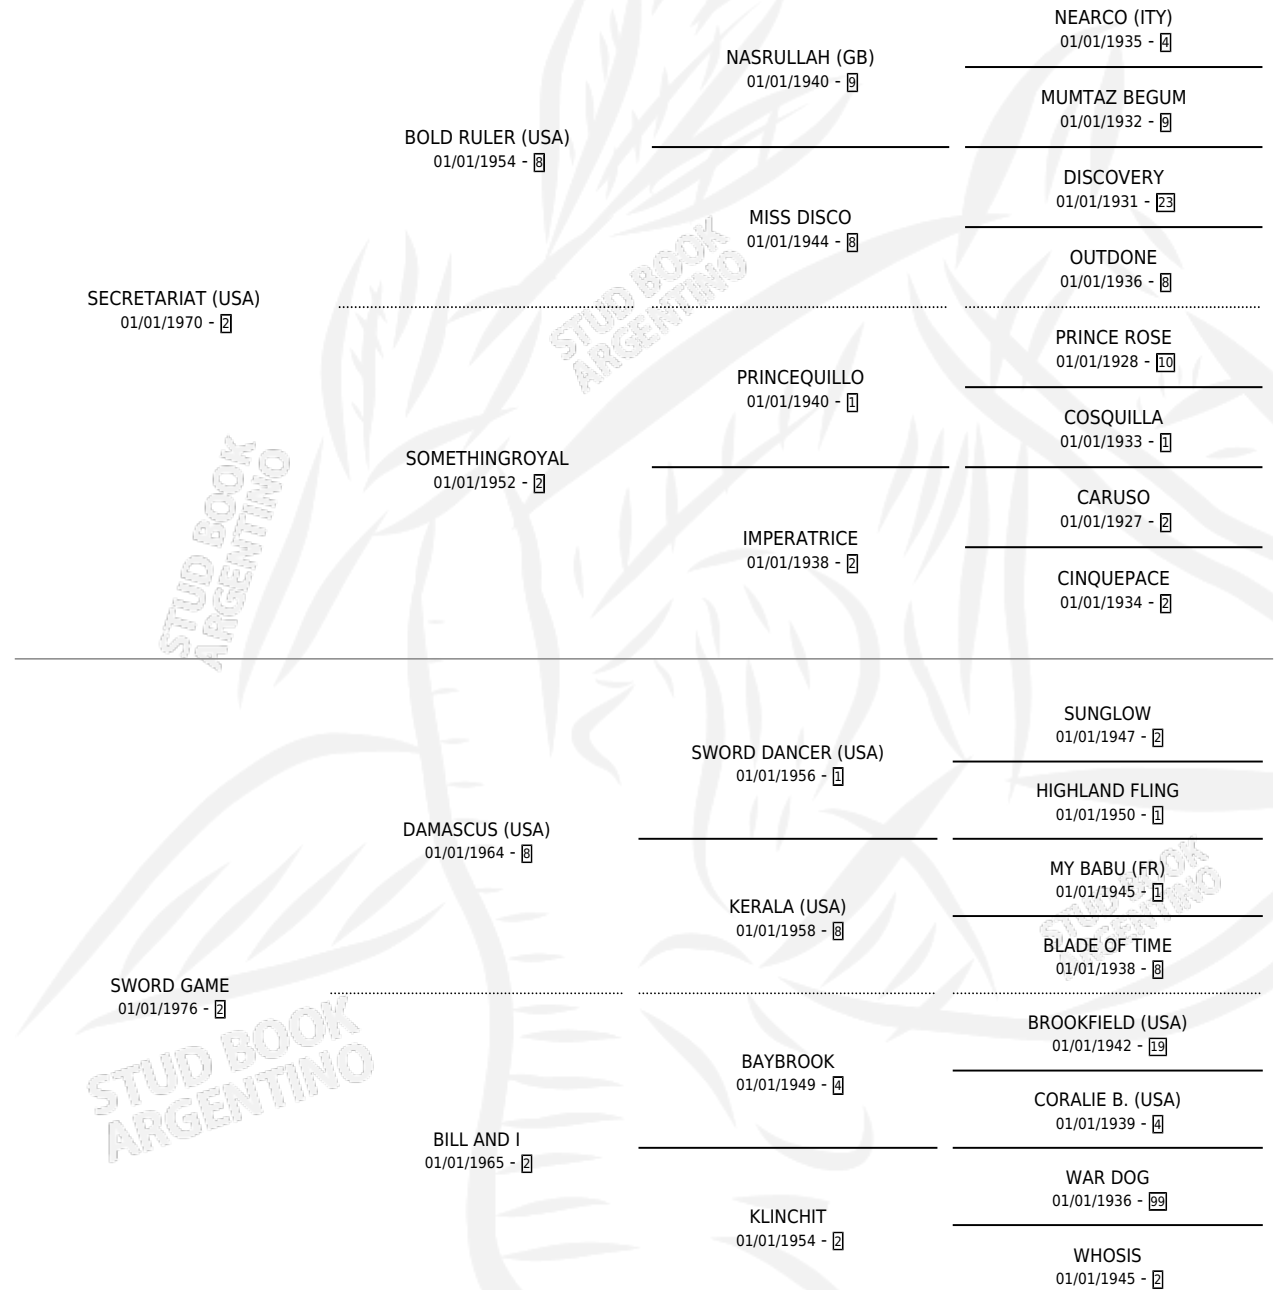 NEARCO (ITY)
01/01/1935 - 4
NASRULLAH (GB)
01/01/1940 - 9
MUMTAZ BEGUM
01/01/1932 - 9
BOLD RULER (USA)
01/01/1954 - 8
DISCOVERY
01/01/1931 - 23
MISS DISCO
01/01/1944 - 8
OUTDONE
01/01/1936 - 8
SECRETARIAT (USA)
01/01/1970 - 2
STUD BOOK
ARGENTINO
PRINCE ROSE
01/01/1928 - 10
PRINCEQUILLO
01/01/1940 - 1
COSQUILLA
01/01/1933 - 1
SOMETHINGROYAL
01/01/1952 - 2
CARUSO
01/01/1927 - 2
IMPERATRICE
01/01/1938 - 2
CINQUEPACE
01/01/1934 - 2
STUD BOOK
ARGENTINO
SUNGLOW
01/01/1947 - 2
SWORD DANCER (USA)
01/01/1956 - 1
HIGHLAND FLING
01/01/1950 - 1
DAMASCUS (USA)
01/01/1964 - 8
MY BABU (FR)
01/01/1945 - 1
KERALA (USA)
01/01/1958 - 8
STUD BOOK
ARGENTINO
BLADE OF TIME
01/01/1938 - 8
SWORD GAME
01/01/1976 - 2
BROOKFIELD (USA)
01/01/1942 - 19
STUD BOOK
ARGENTINO
BAYBROOK
01/01/1949 - 4
CORALIE B. (USA)
01/01/1939 - 4
BILL AND I
01/01/1965 - 2
WAR DOG
01/01/1936 - 99
KLINCHIT
01/01/1954 - 2
WHOSIS
01/01/1945 - 2